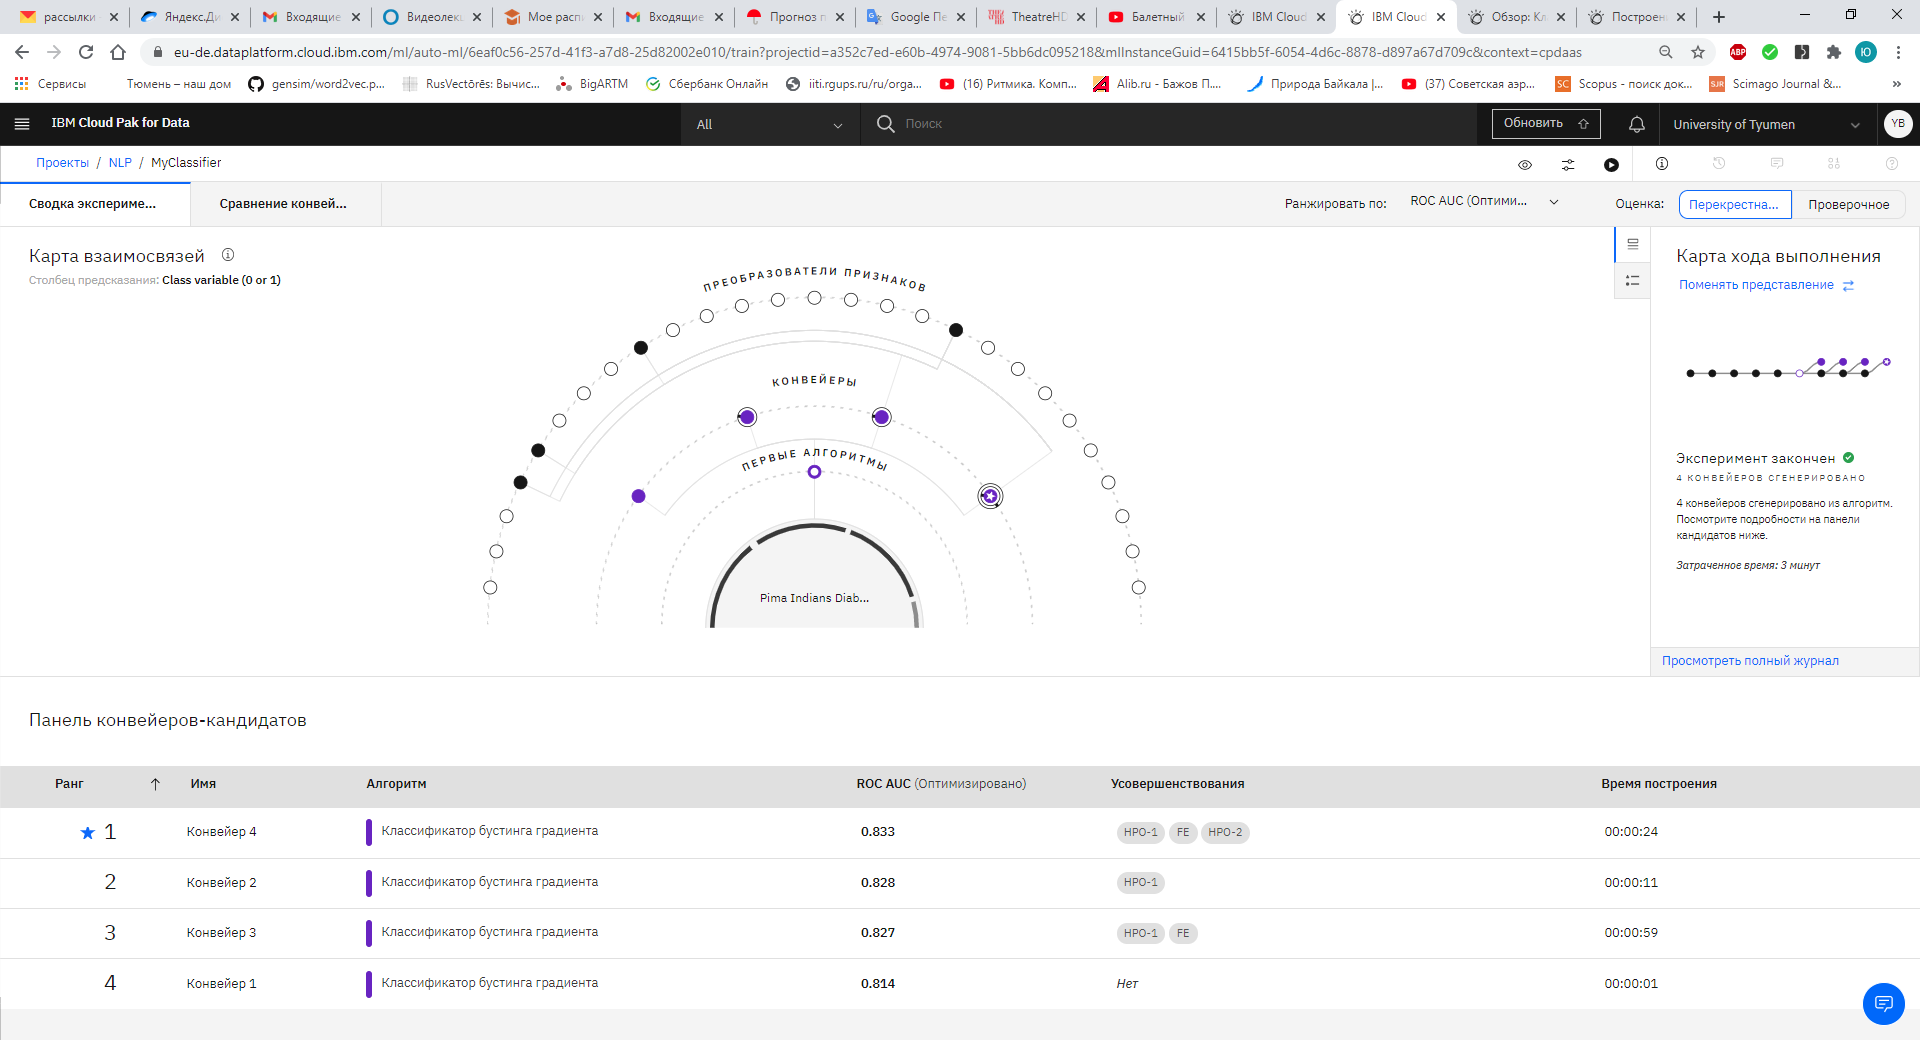 рассылки
Яндекс.Ди
Входящие
Видеолек
Мое распи
Входящие
Прогноз п
Google Пе
TheatreHD
Балетный
IBM Cloud
IBM Cloud
Обзор: Кл
Построен
eu-de.dataplatform.cloud.ibm.com/ml/auto-ml/6eaf0c56-257d-41f3-a7d8-25d82002e010/train?projectid=a352c7ed-e60b-4974-9081-5bb6dc095218&mlInstanceGuid=6415bb5f-6054-4d6c-8878-d897a67d709c&context=cpdaas
ABP
Ю
Сервисы
Тюмень – наш дом
gensim/word2vec.p...
RusVectōrēs: Вычис...
BigARTM
Сбербанк Онлайн
iiti.rgups.ru/ru/orga...
(16) Ритмика. Комп...
Alib.ru - Бажов П....
Природа Байкала |...
(37) Советская аэр...
SC
Scopus - поиск док...
SJR
Scimago Journal &...
IBM Cloud Pak for Data
All
Поиск
Обновить
University of Tyumen
YB
Проекты / NLP / MyClassifier
Сводка эксперимe...
Сравнение конвей...
Ранжировать по:
ROC AUC (Оптими...
Оценка:
Перекрестна...
Проверочное
Карта взаимосвязей
Столбец предсказания: Class variable (0 or 1)
ПРЕОБРАЗОВАТЕЛИ ПРИЗНАКОВ
КОНВЕЙЕРЫ
ПЕРВЫЕ АЛГОРИТМЫ
Pima Indians Diab...
Карта хода выполнения
Поменять представление
Эксперимент закончен
4 КОНВЕЙЕРОВ СГЕНЕРИРОВАНО
4 конвейеров сгенерировано из алгоритм.
Посмотрите подробности на панели
кандидатов ниже.
Затраченное время: 3 минут
Просмотреть полный журнал
Панель конвейеров-кандидатов
Ранг Имя Алгоритм ROC AUC (Оптимизировано) Усовершенствования Время построения
1 Конвейер 4 Классификатор бустинга градиента 0.833 HPO-1 FE HPO-2 00:00:24
2 Конвейер 2 Классификатор бустинга градиента 0.828 HPO-1 00:00:11
3 Конвейер 3 Классификатор бустинга градиента 0.827 HPO-1 FE 00:00:59
4 Конвейер 1 Классификатор бустинга градиента 0.814 Нет 00:00:01